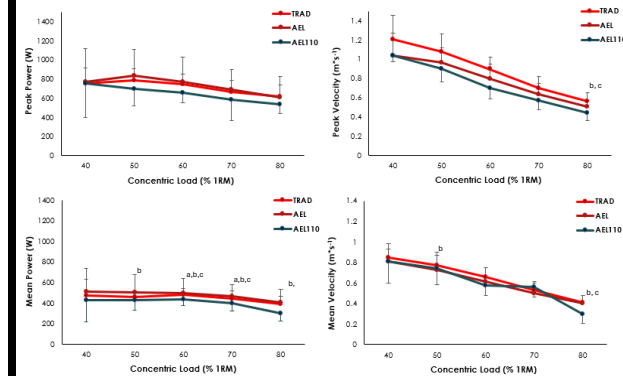 1400
1200
1000
800
600
400
200
0
Peak Power (W)
TRAD
AEL
AEL110
40 50 60 70 80
Concentric Load (% 1RM)
1.4
1.2
1
0.8
0.6
0.4
0.2
0
Peak Velocity (m*s⁻¹)
TRAD
AEL
AEL110
b, c
40 50 60 70 80
Concentric Load (% 1RM)
1400
1200
1000
800
600
400
200
0
Mean Power (W)
TRAD
AEL
AEL110
b
a,b,c
a,b,c
b,
40 50 60 70 80
Concentric Load (% 1RM)
1.4
1.2
1
0.8
0.6
0.4
0.2
0
Mean Velocity (m*s⁻¹)
TRAD
AEL
AEL110
b
b, c
40 50 60 70 80
Concentric Load (% 1RM)